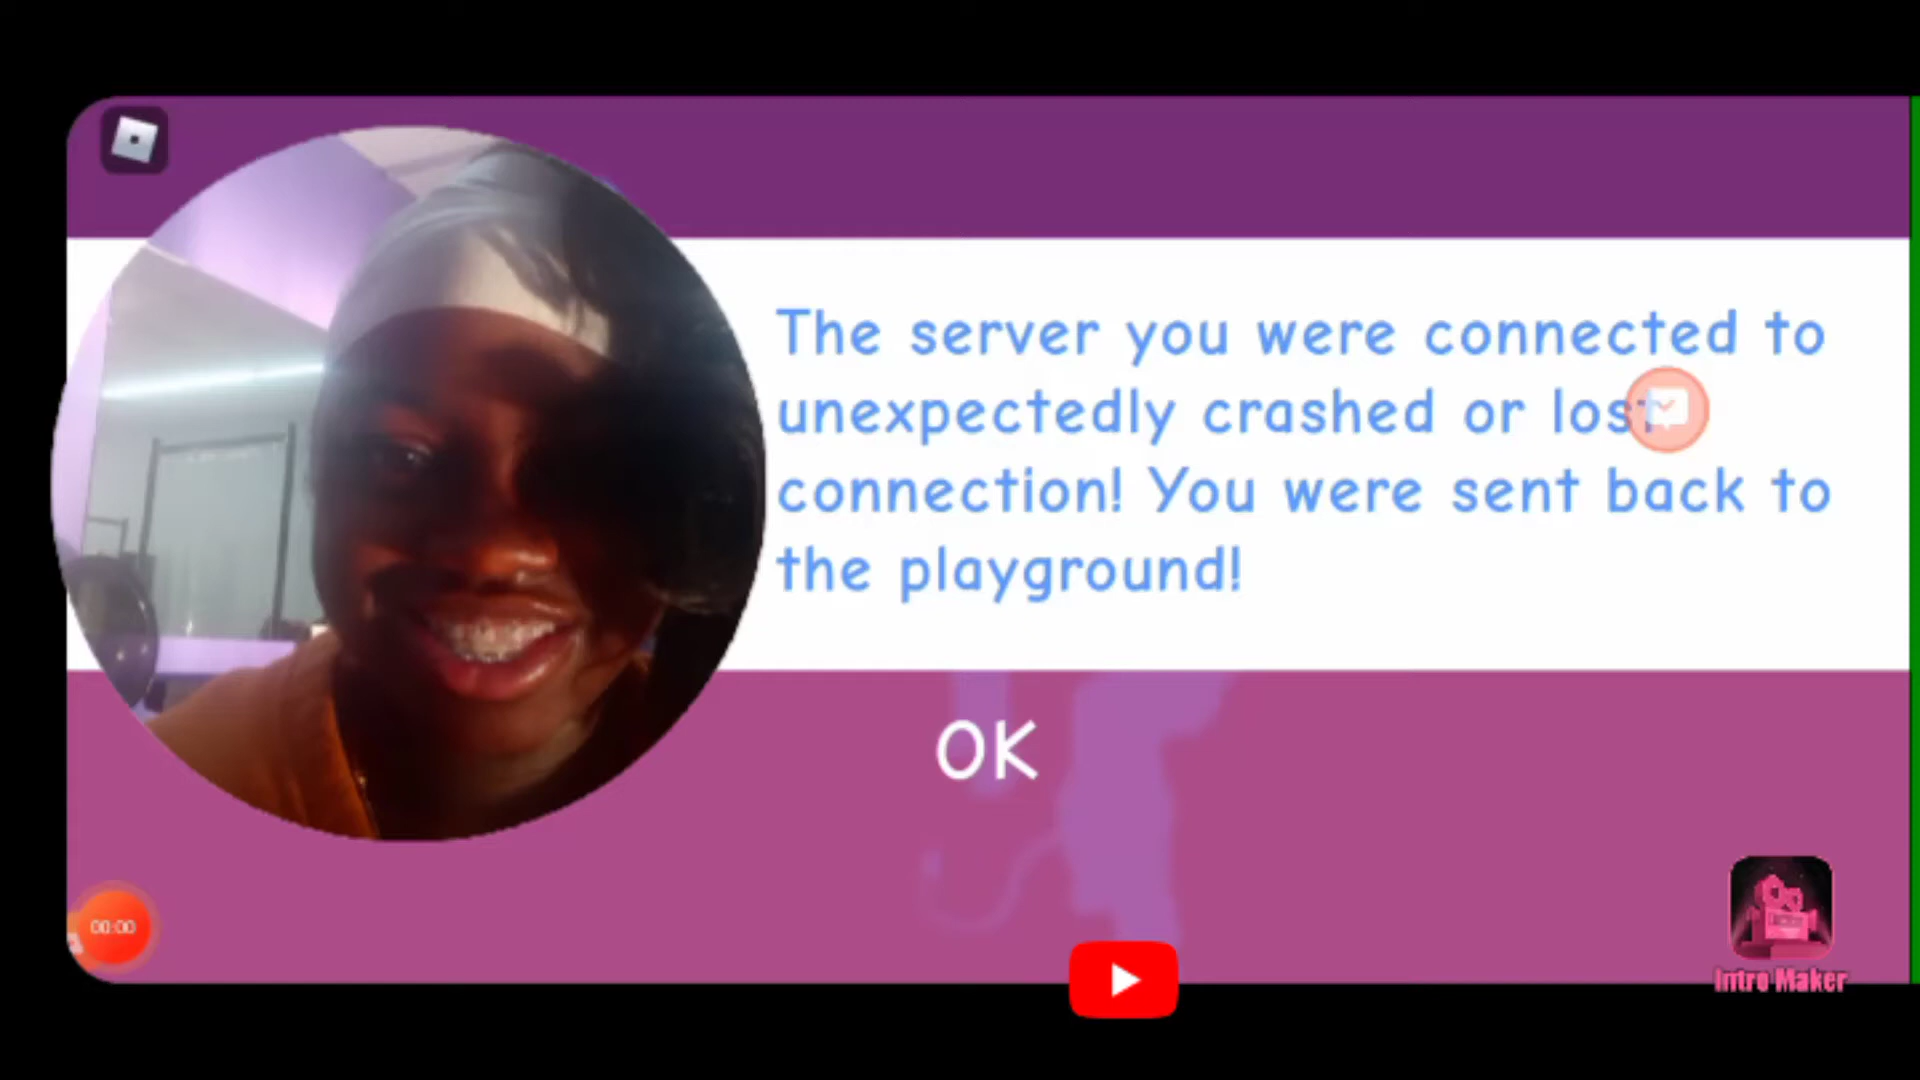 The server you were connected to
unexpectedly crashed or lost
connection! You were sent back to
the playground!
OK
00:00
Intro Maker